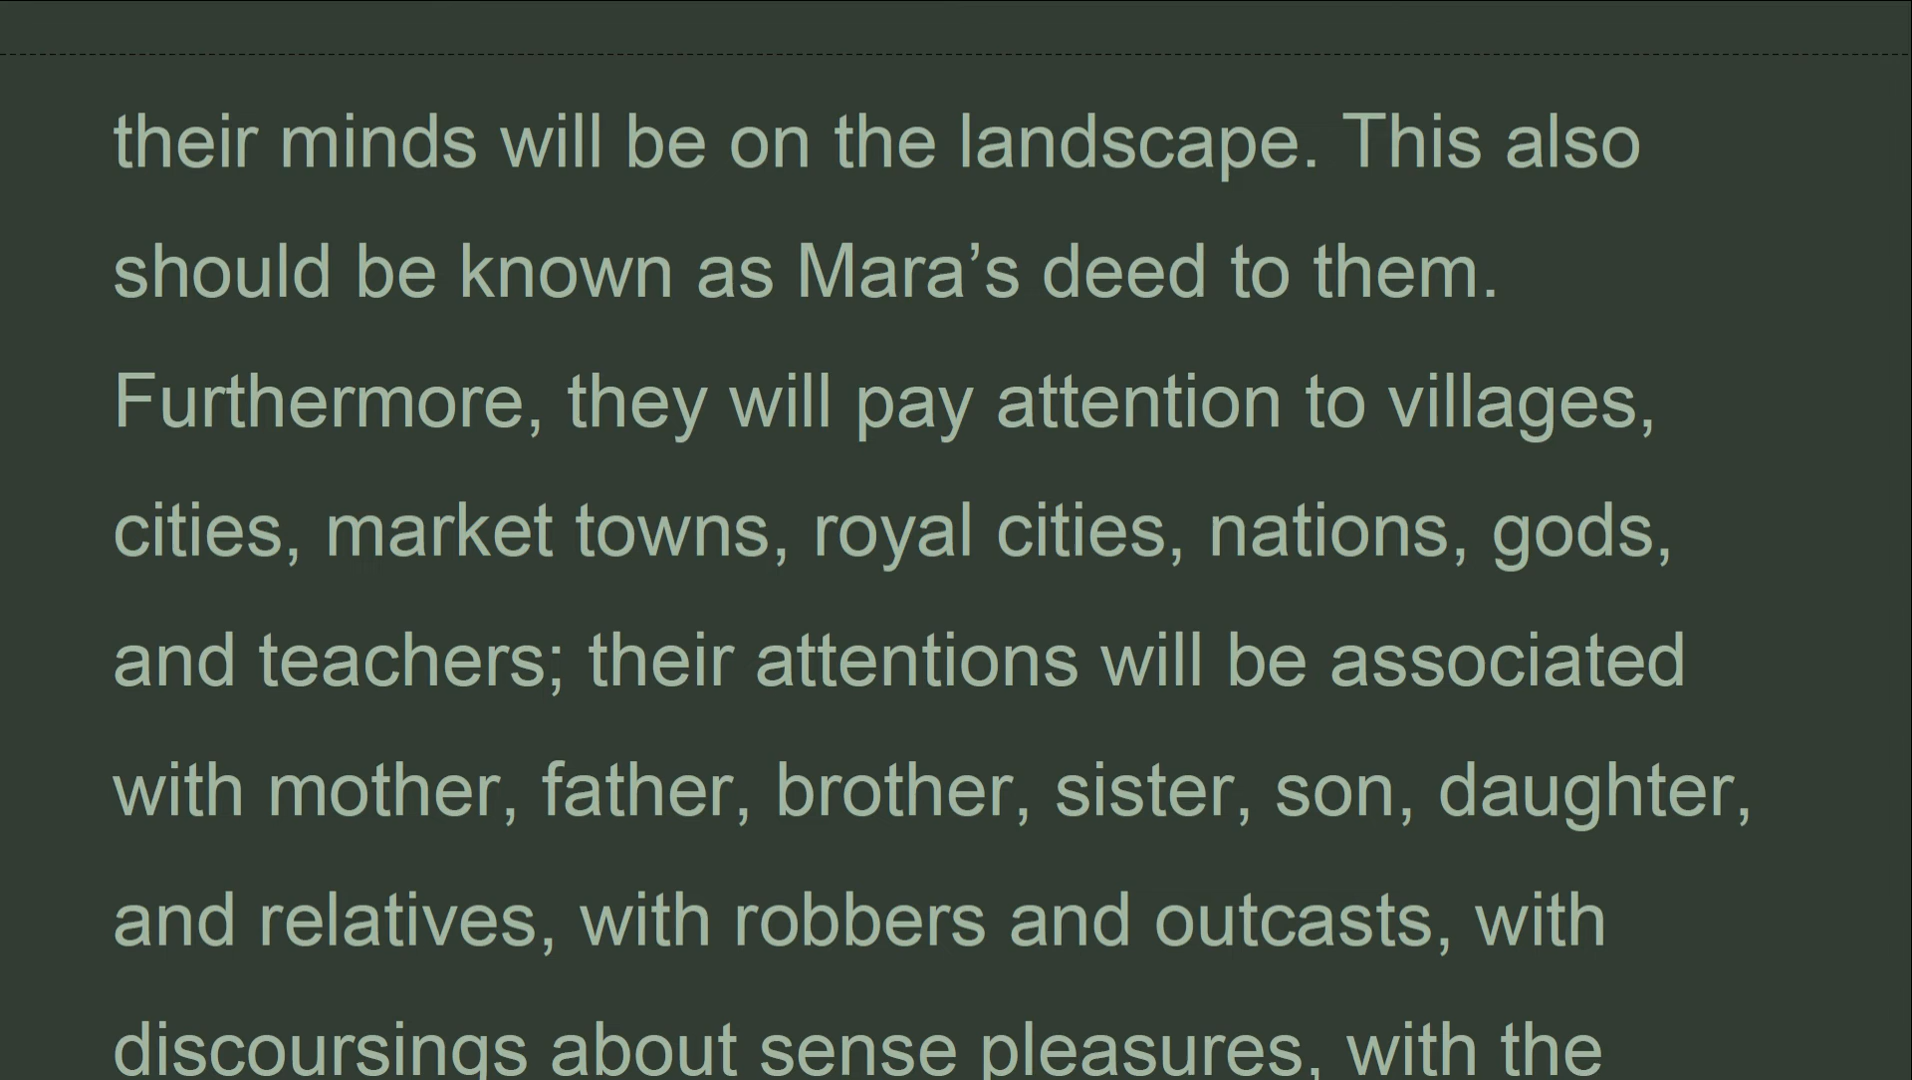 their minds will be on the landscape. This also
should be known as Mara’s deed to them.
Furthermore, they will pay attention to villages,
cities, market towns, royal cities, nations, gods,
and teachers; their attentions will be associated
with mother, father, brother, sister, son, daughter,
and relatives, with robbers and outcasts, with
discoursings about sense pleasures, with the